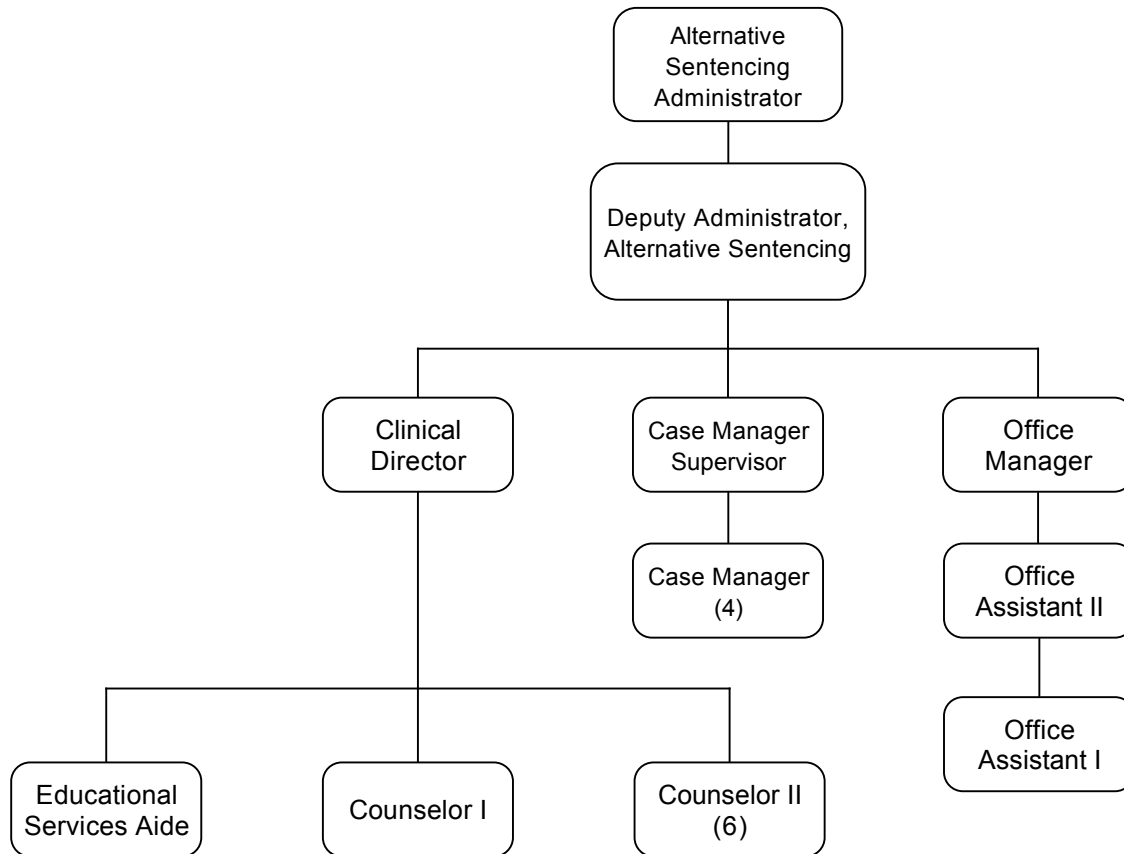 Alternative
Sentencing
Administrator
Deputy Administrator,
Alternative Sentencing
Clinical
Director
Case Manager
Supervisor
Office
Manager
Case Manager
(4)
Office
Assistant II
Office
Assistant I
Educational
Services Aide
Counselor I
Counselor II
(6)